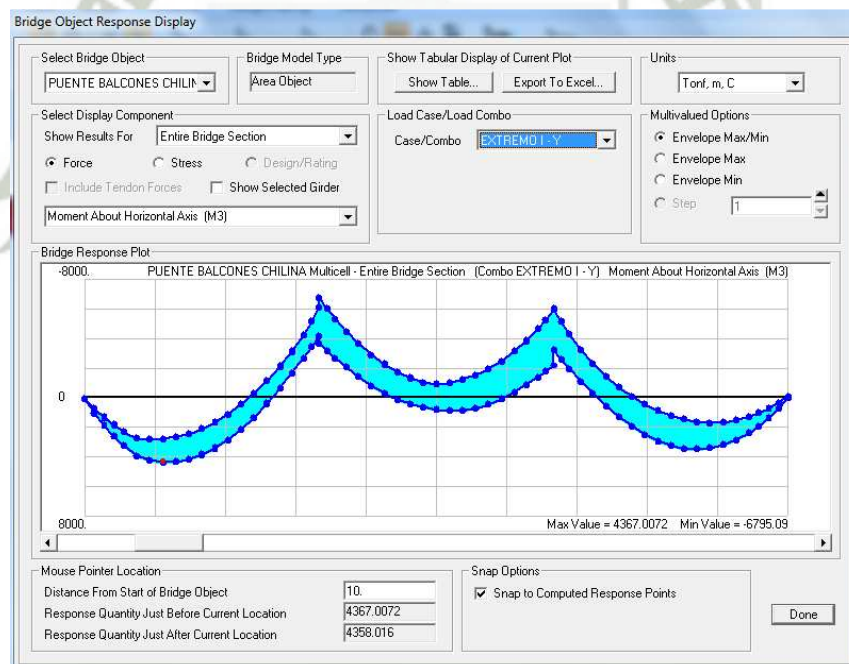 Bridge Object Response Display
Select Bridge Object
PUENTE BALCONES CHILIN
Bridge Model Type
Area Object
Show Tabular Display of Current Plot
Show Table...
Export To Excel...
Units
Tonf, m, C
Select Display Component
Show Results For
Entire Bridge Section
Force
Stress
Design/Rating
Include Tendon Forces
Show Selected Girder
Moment About Horizontal Axis (M3)
Load Case/Load Combo
Case/Combo
EXTREMO I - Y
Multivalued Options
Envelope Max/Min
Envelope Max
Envelope Min
Step
1
Bridge Response Plot
-8000.
PUENTE BALCONES CHILINA Multicell - Entire Bridge Section (Combo EXTREMO I - Y) Moment About Horizontal Axis (M3)
0
8000.
Max Value = 4367.0072 Min Value = -6795.09
Mouse Pointer Location
Distance From Start of Bridge Object
10.
Response Quantity Just Before Current Location
4367.0072
Response Quantity Just After Current Location
4358.016
Snap Options
Snap to Computed Response Points
Done